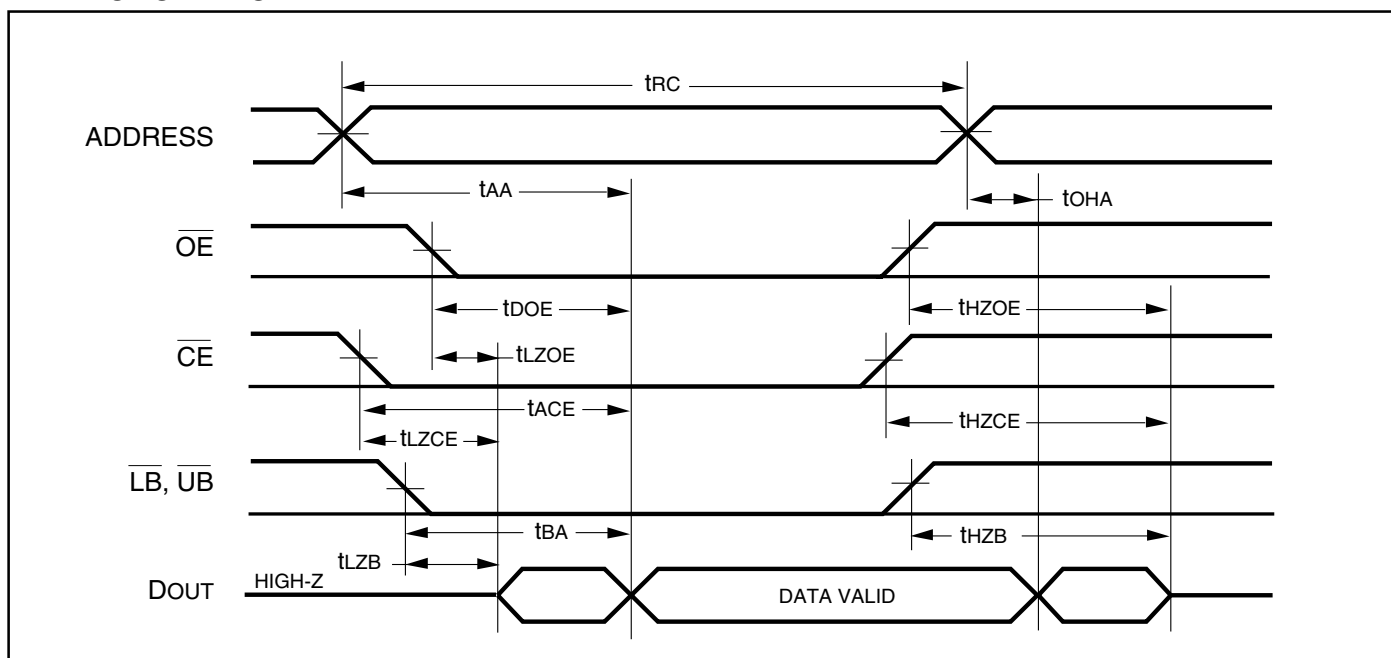 tRC
ADDRESS
tAA
tOHA
OE
tDOE
tHZOE
CE
tLZOE
tACE
tLZCE
tHZCE
LB, UB
tBA
tHZB
tLZB
DOUT
HIGH-Z
DATA VALID